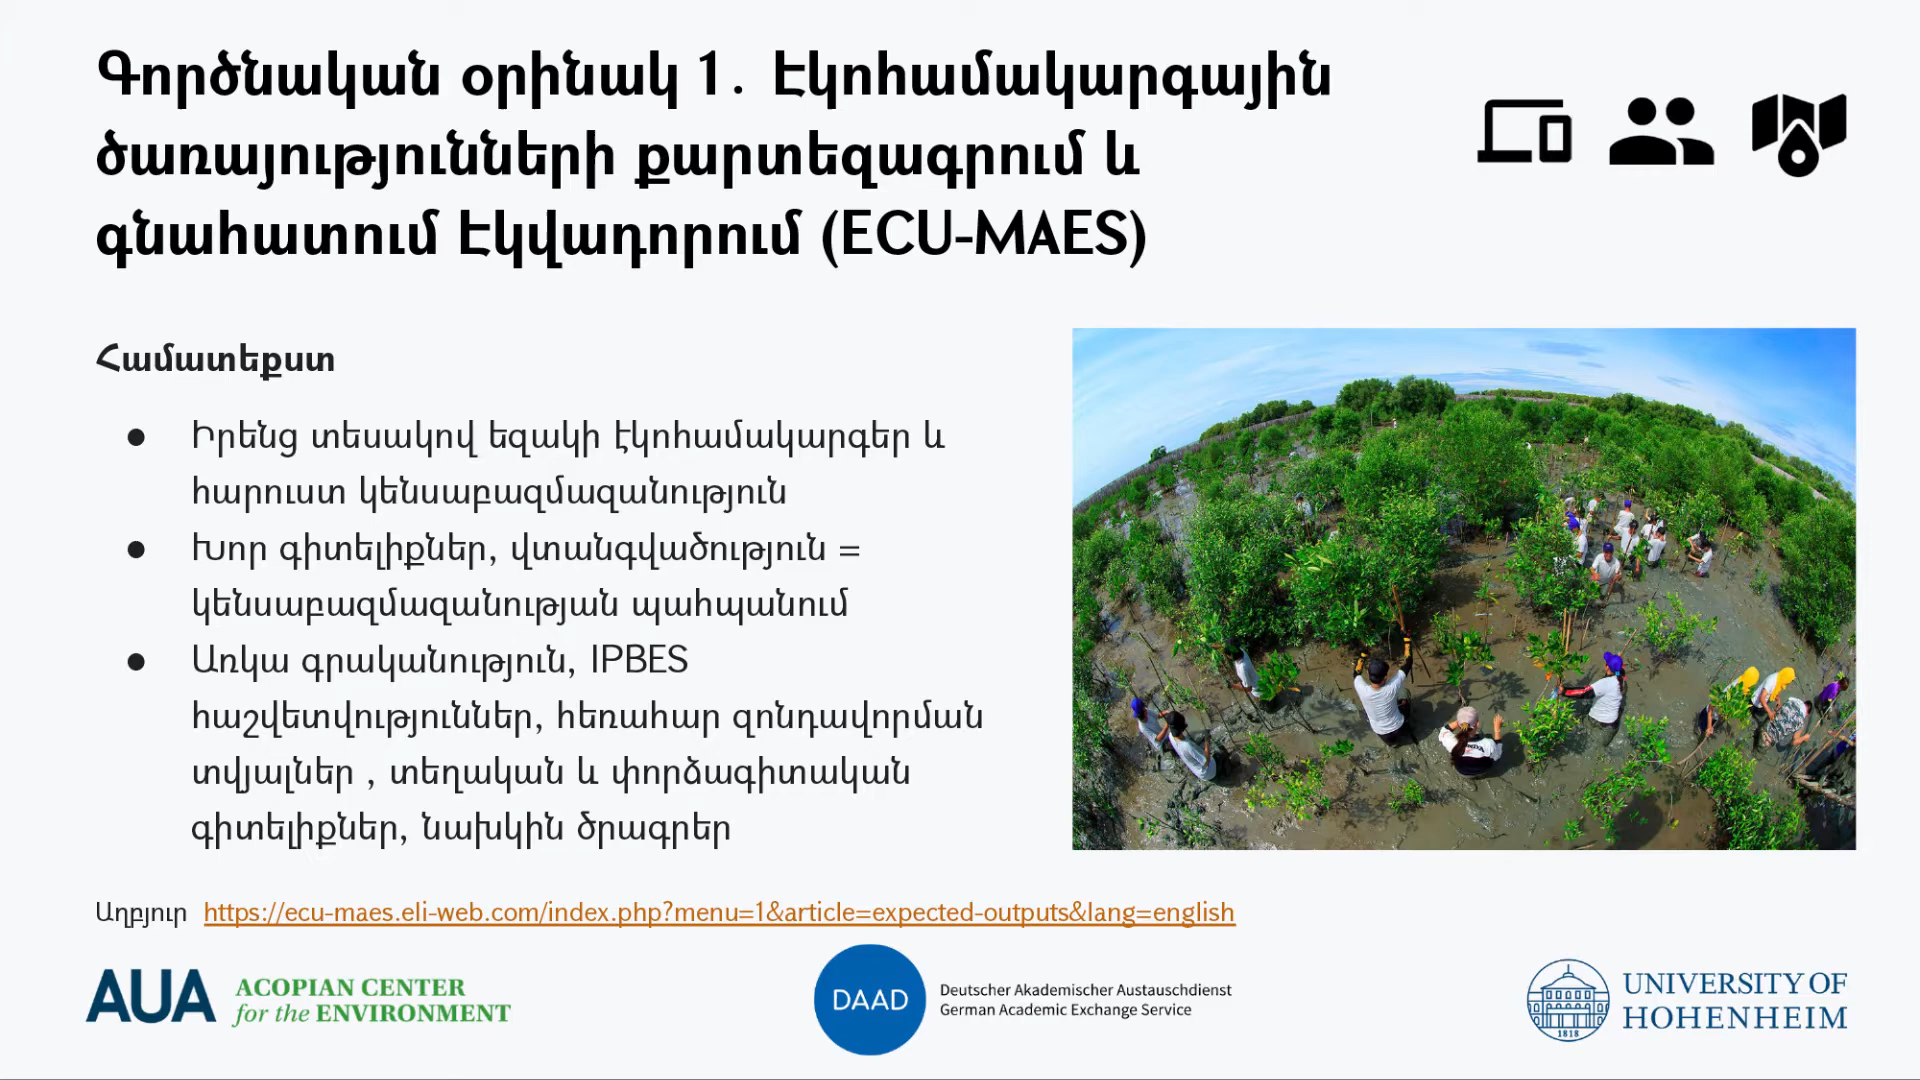 Գործնական օրինակ 1. Էկոհամակարգային
ծառայությունների քարտեզագրում և
գնահատում Էկվադորում (ECU-MAES)
Համատեքստ
● Իրենց տեսակով եզակի էկոհամակարգեր և
հարուստ կենսաբազմազանություն
● Խոր գիտելիքներ, վտանգվածություն =
կենսաբազմազանության պահպանում
● Առկա գրականություն, IPBES
հաշվետվություններ, հեռահար զոնդավորման
տվյալներ , տեղական և փորձագիտական
գիտելիքներ, նախկին ծրագրեր
Աղբյուր https://ecu-maes.eli-web.com/index.php?menu=1&article=expected-outputs&lang=english
AUA ACOPIAN CENTER
for the ENVIRONMENT
DAAD
Deutscher Akademischer Austauschdienst
German Academic Exchange Service
1818
UNIVERSITY OF
HOHENHEIM